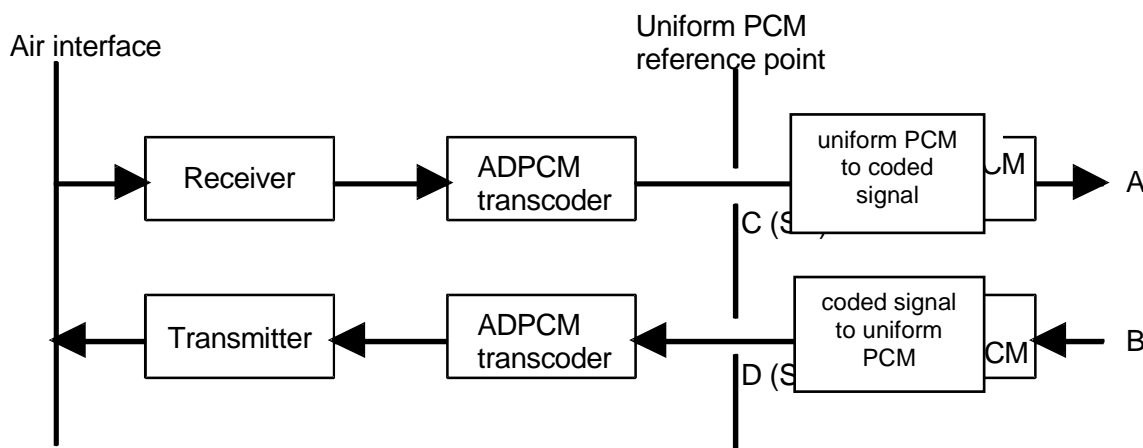 Air interface
Uniform PCM
reference point
Receiver
ADPCM
transcoder
uniform PCM
to coded
signal
A
C (S
Transmitter
ADPCM
transcoder
coded signal
to uniform
PCM
PCM
B
D (S